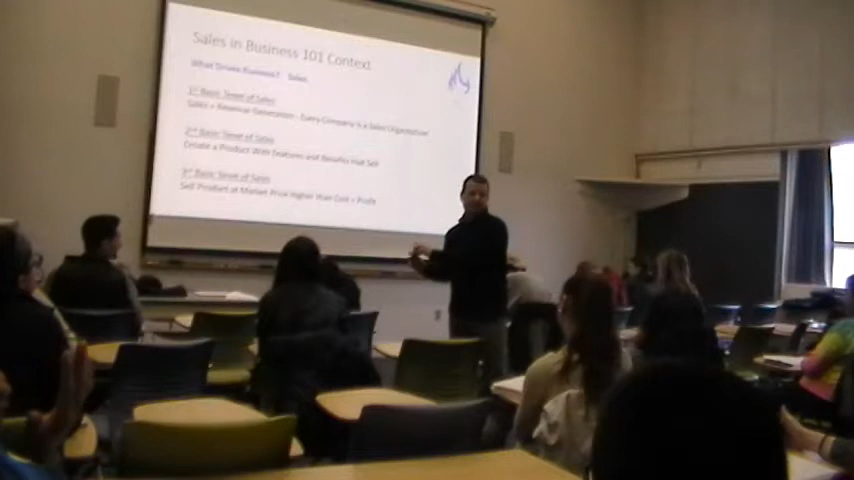 Sales in Business 101 Context
What Drives Business? Sales
1st Basic Tenet of Sales
Sales = Revenue Generation - Every Company is a Sales Organization
2nd Basic Tenet of Sales
Create a Product With Features and Benefits that Sell
3rd Basic Tenet of Sales
Sell Product at Market Price Higher than Cost = Profit